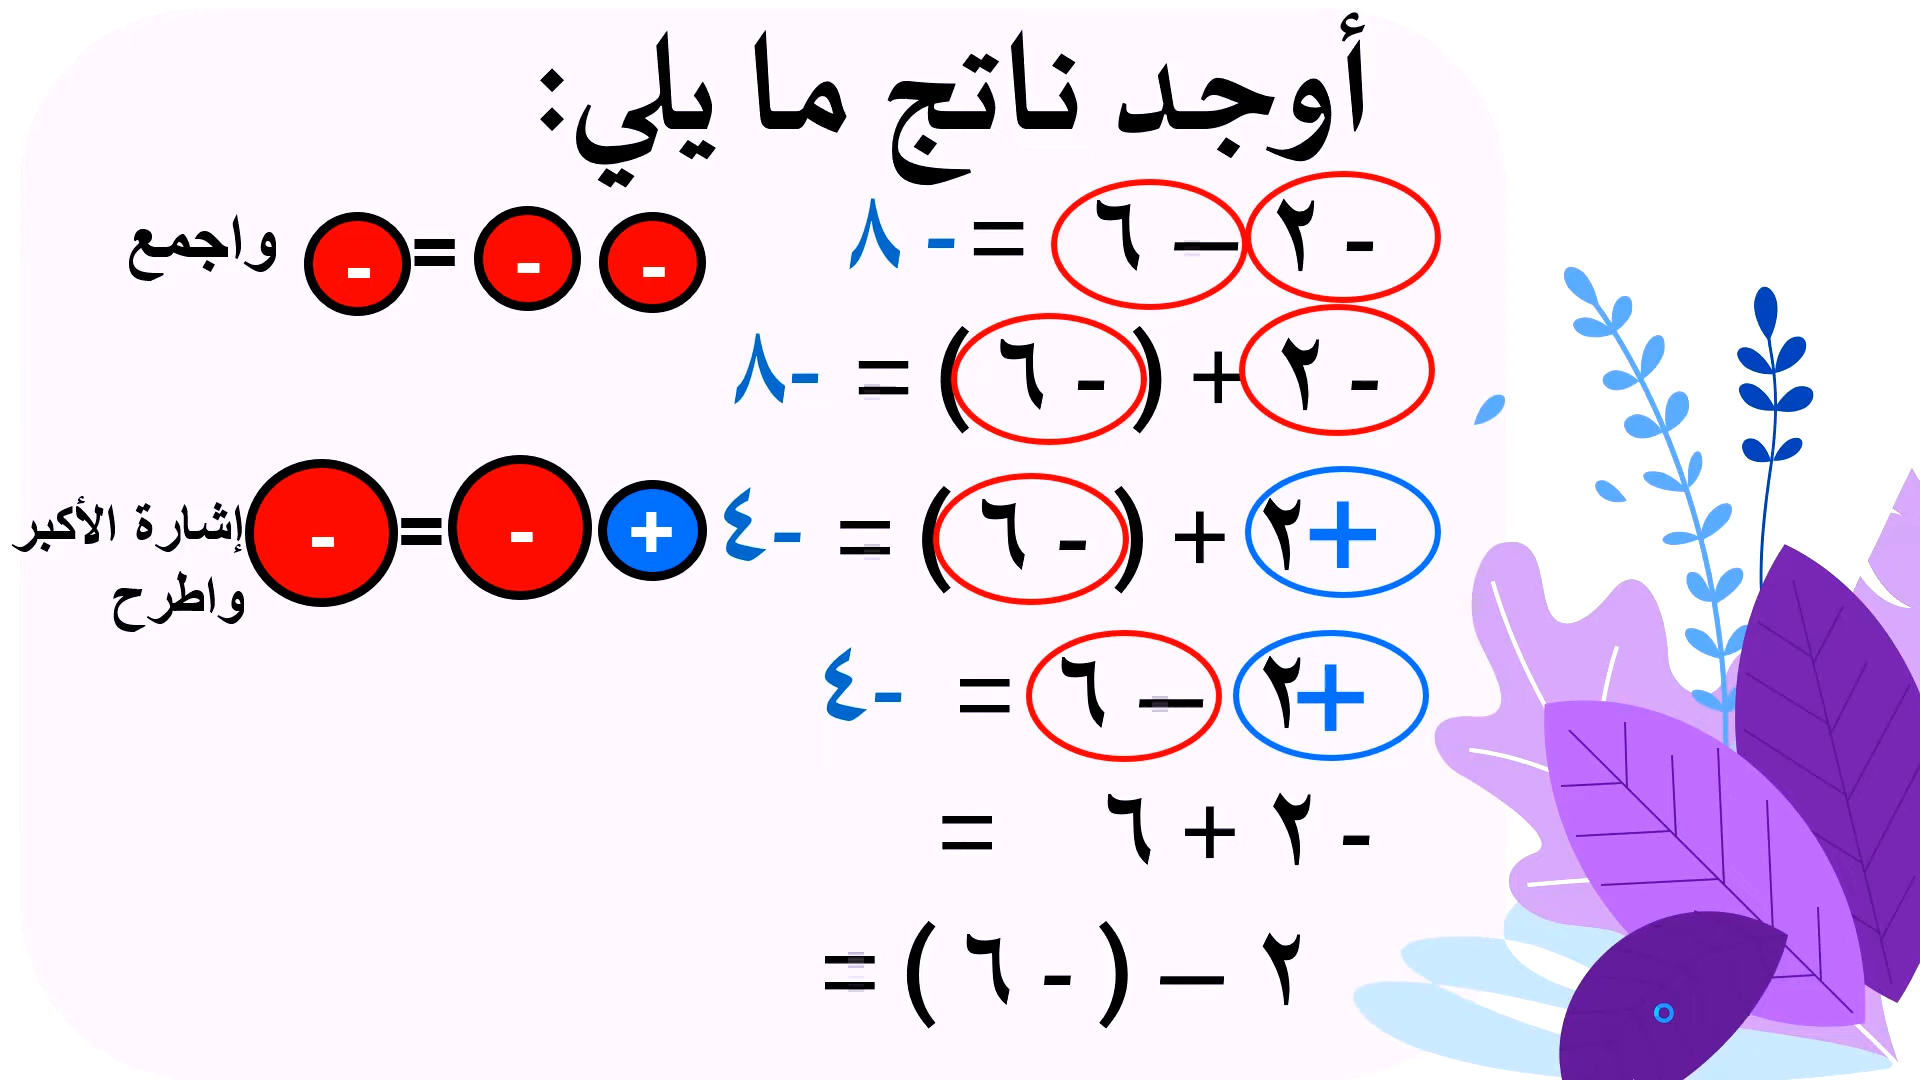 أوجد ناتج ما يلي:
- ٢ – ٦ = - ٨
- - = - واجمع
- ٢ + ( - ٦ ) = -٨
+٢ + ( - ٦ ) = -٤
+ - = - إشارة الأكبر
واطرح
+٢ – ٦ = -٤
- ٢ + ٦ =
٢ – ( - ٦ ) =